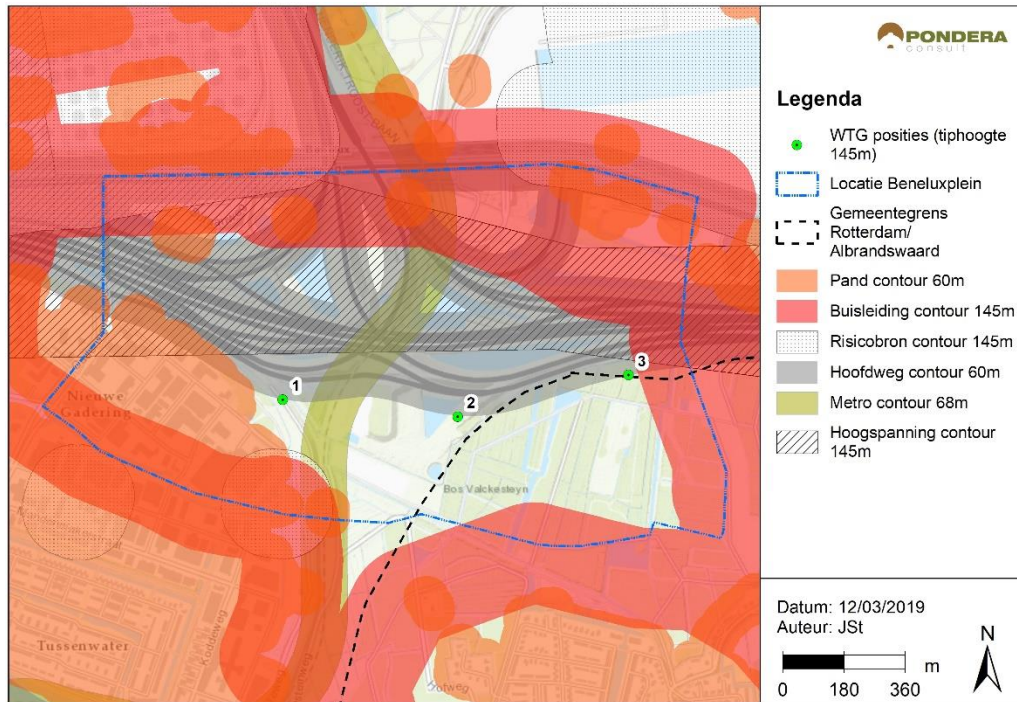 PONDERA
consult
Legenda
WTG posities (tiphoogte
145m)
Locatie Beneluxplein
Gemeentegrens
Rotterdam/
Albrandswaard
Pand contour 60m
Buisleiding contour 145m
Risicobron contour 145m
Hoofdweg contour 60m
Metro contour 68m
Hoogspanning contour
145m
1
2
3
Nieuwe
Gadering
Bos Valckesteyn
Tussenwater
Koddeweg
Datum: 12/03/2019
Auteur: JSt
N
m
0 180 360